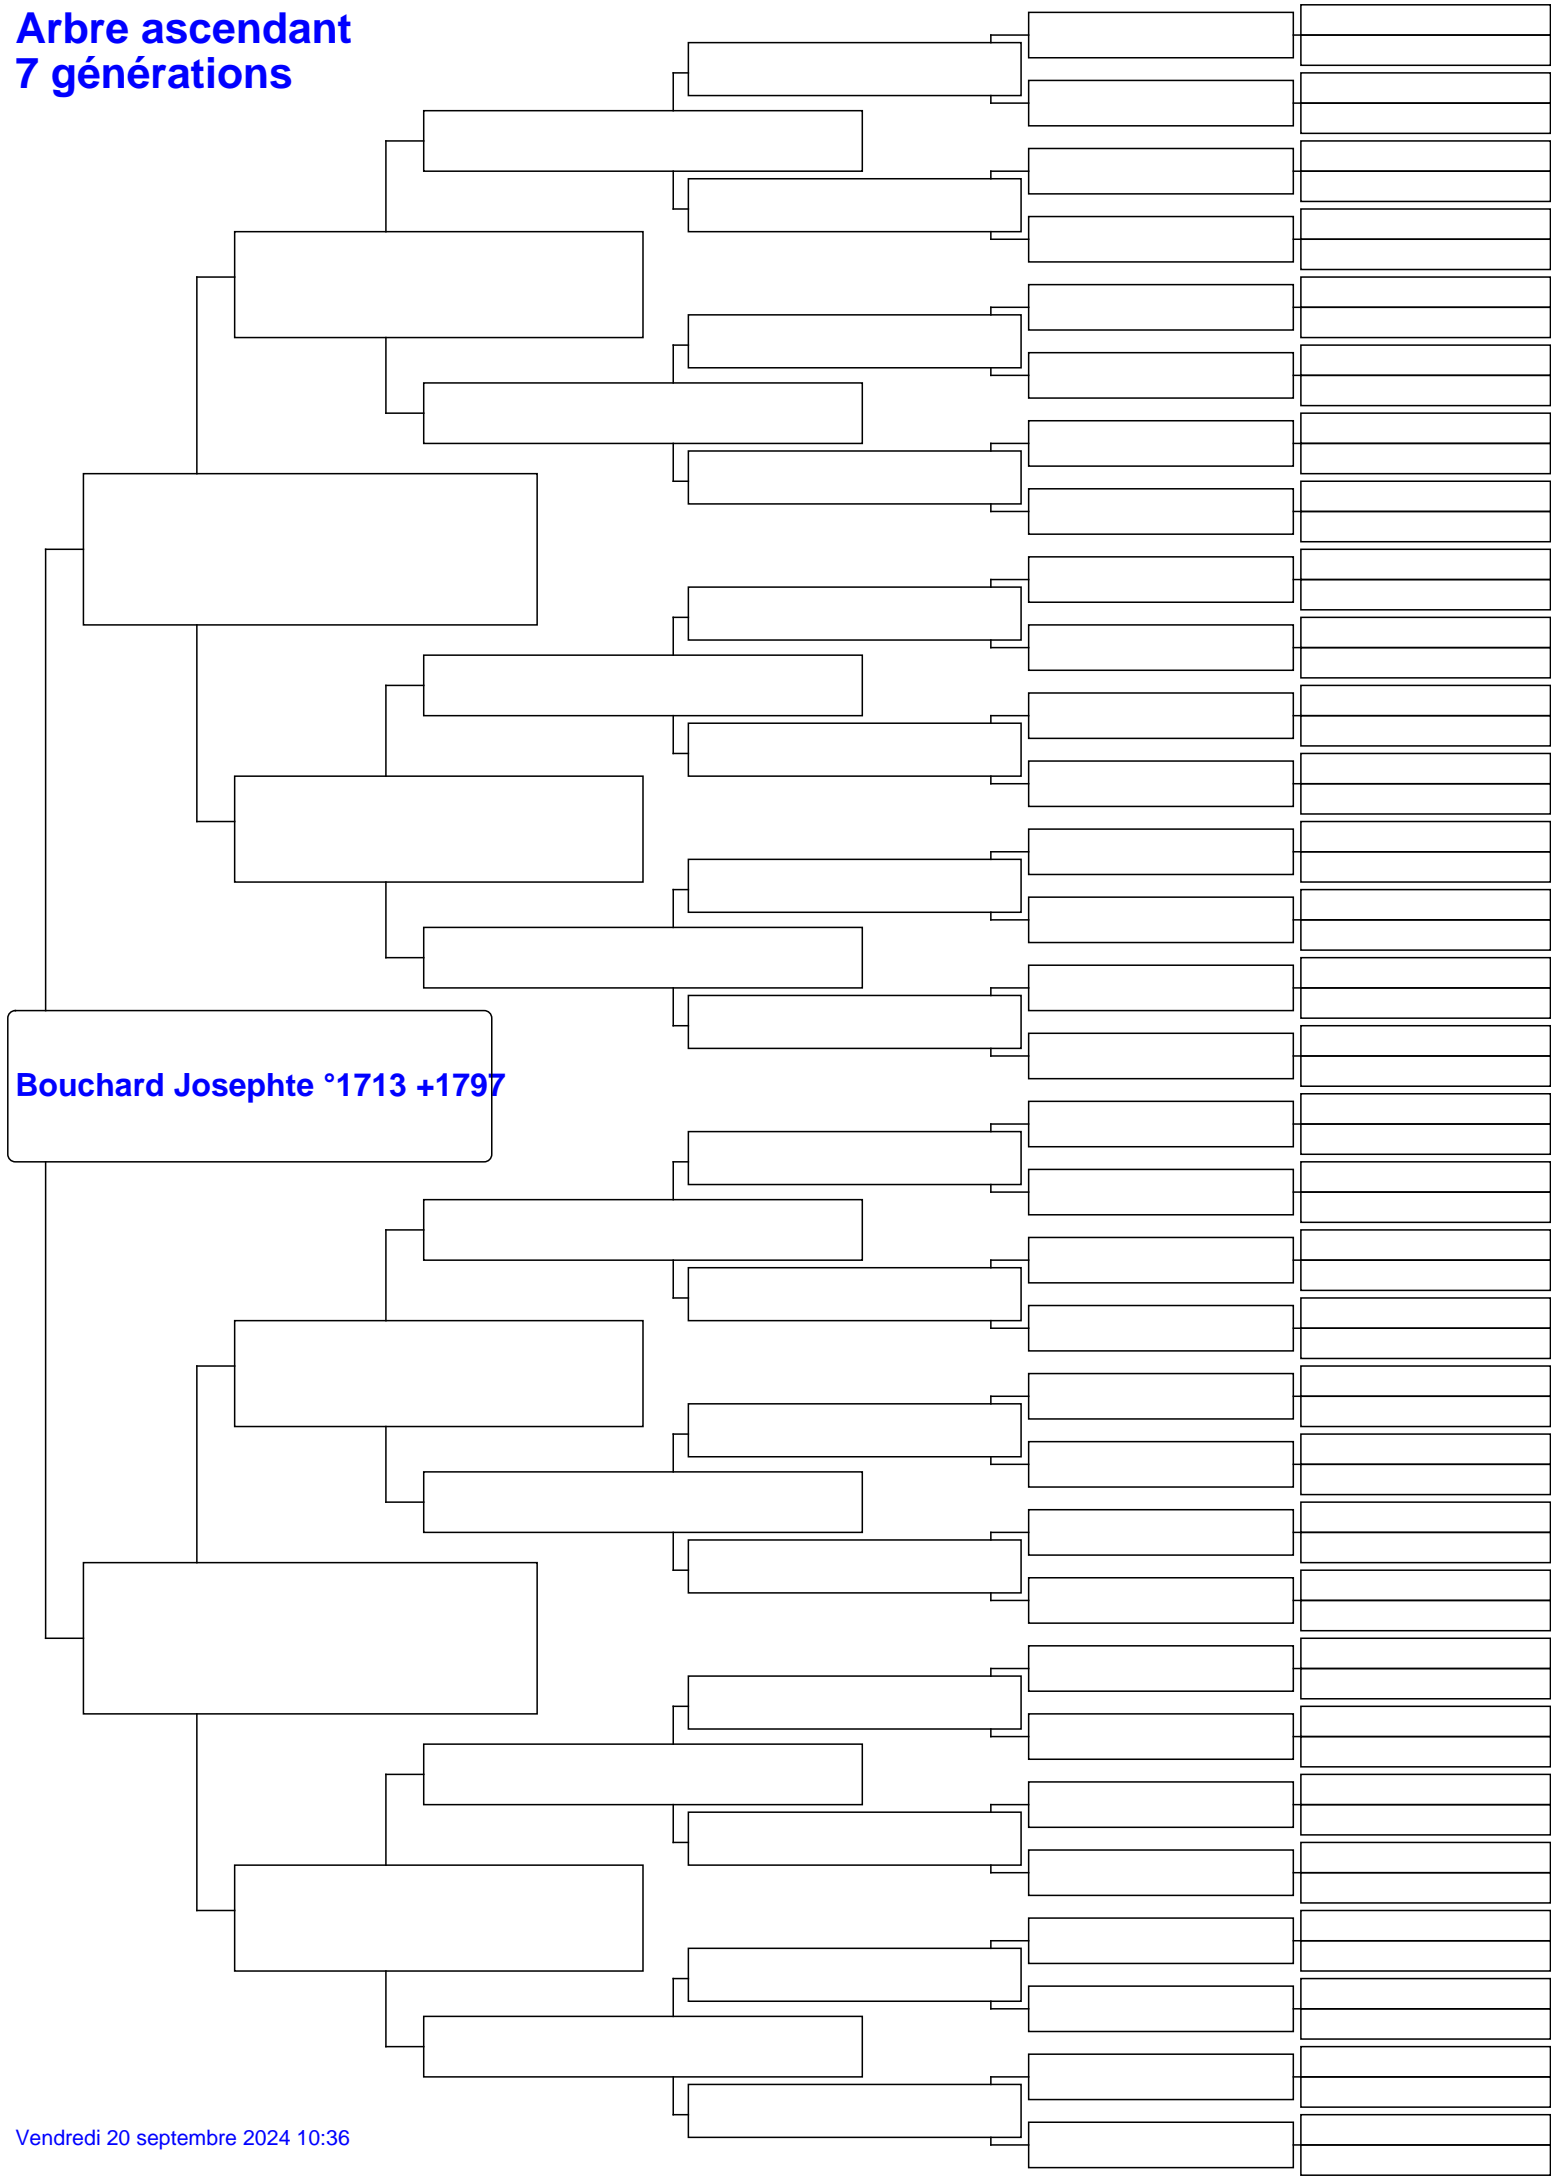 Arbre ascendant
7 générations
Bouchard Josephte °1713 +1797
Vendredi 20 septembre 2024 10:36